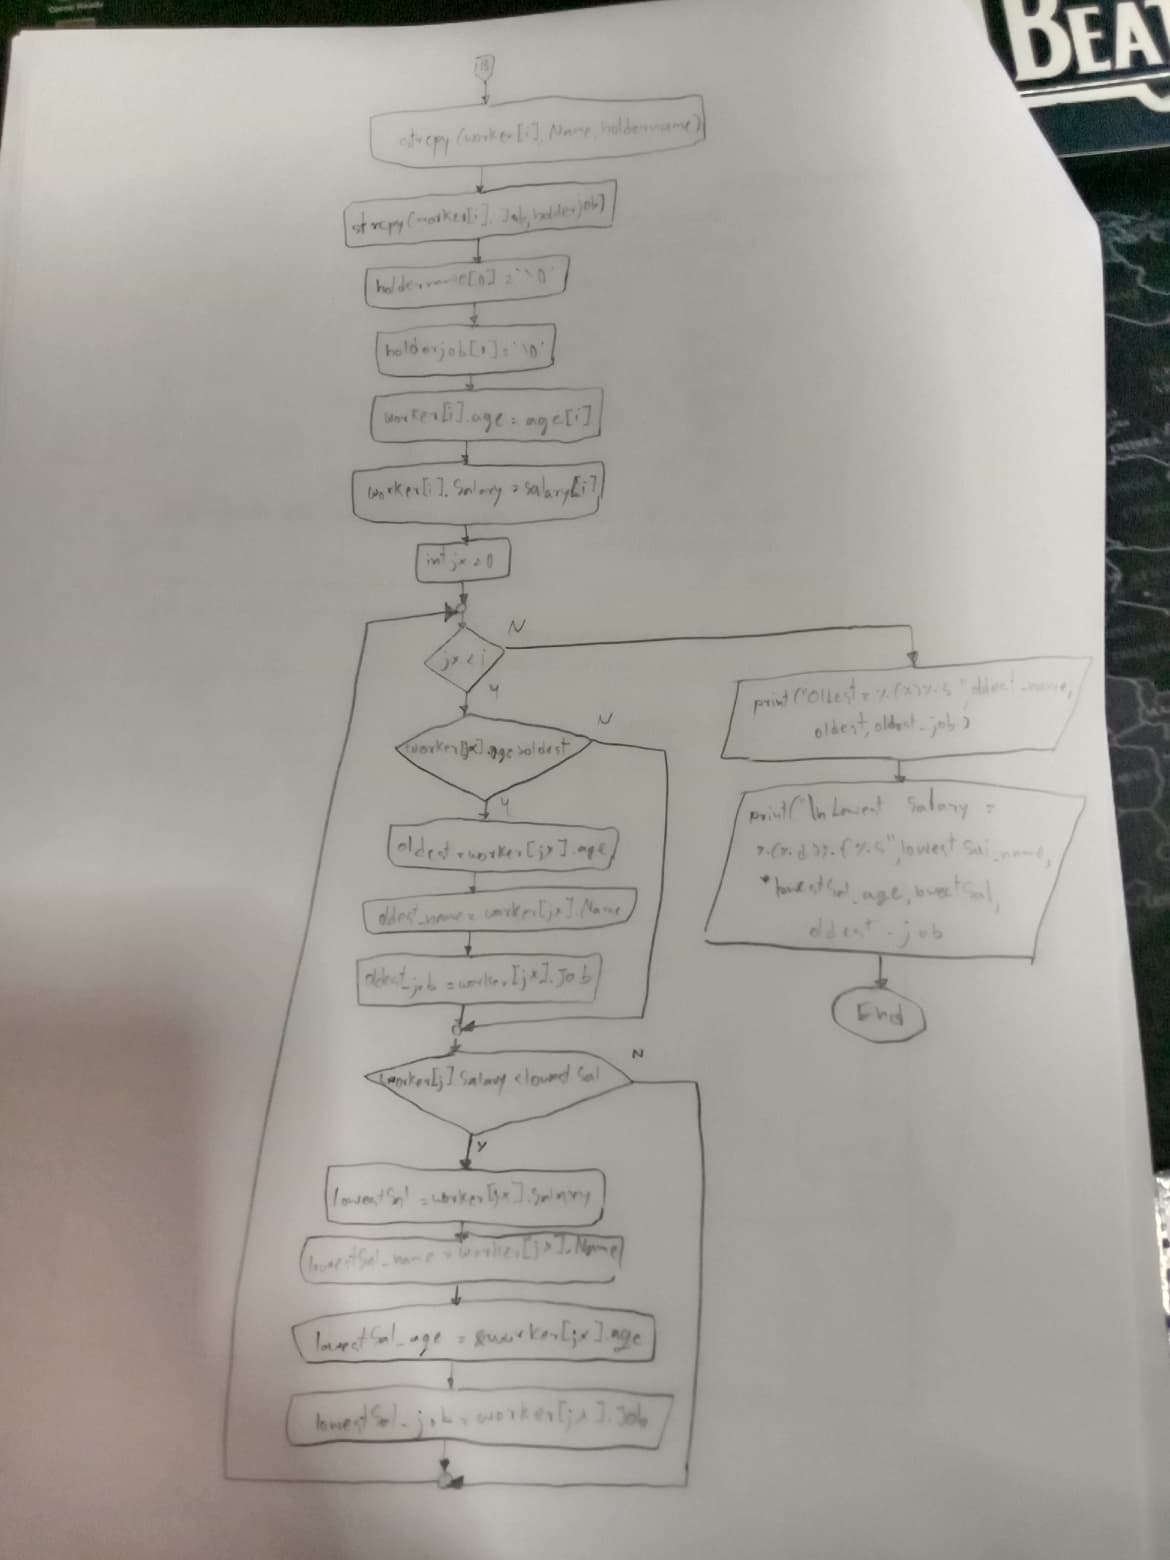 BEAT
strcpy(worker[i].Name, holdername)
strcpy(worker[i].Job, holderjob)
holdername[0] = '\0'
holderjob[0] = '\0'
worker[i].age = age[i]
worker[i].Salary = salary[i]
int jx = 0
jx < i
N
Y
worker[jx].age > oldest
N
Y
oldest = worker[jx].age
oldest_name = worker[jx].Name
oldest_job = worker[jx].Job
worker[j].Salary < lowest Sal
N
Y
lowestSal = worker[jx].Salary
lowestSal_name = worker[jx].Name
lowestSal_age = &worker[jx].age
lowestSal_job = worker[jx].Job
print("Oldest = oldest_name,
oldest, oldest_job)
print("\n Lowest Salary =
lowestSal_name,
*lowestSal_age, lowestSal,
oldest_job
End